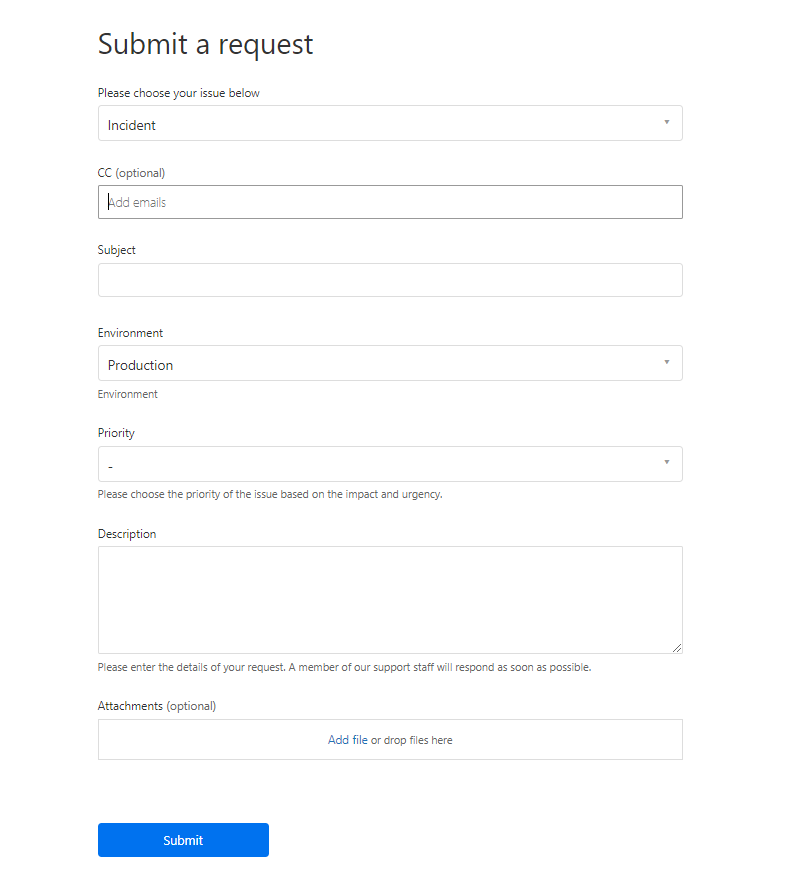 Submit a request
Please choose your issue below
Incident
CC (optional)
Add emails
Subject
Environment
Production
Environment
Priority
-
Please choose the priority of the issue based on the impact and urgency.
Description
Please enter the details of your request. A member of our support staff will respond as soon as possible.
Attachments (optional)
Add file or drop files here
Submit